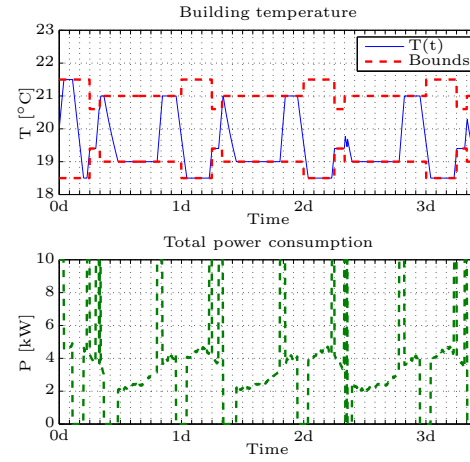 Building temperature
23
22
21
20
19
18
T [°C]
T(t)
Bounds
0d
1d
2d
3d
Time
Total power consumption
10
8
6
4
2
0
P [kW]
0d
1d
2d
3d
Time